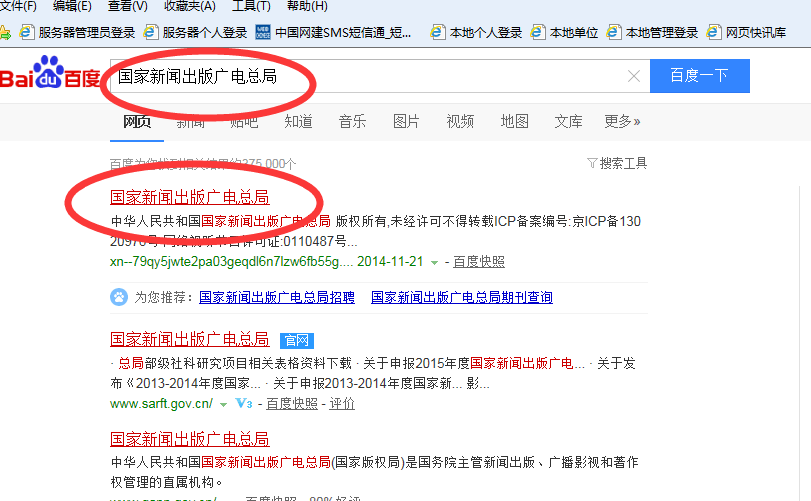 文件(F) 编辑(E) 查看(V) 收藏夹(A) 工具(T) 帮助(H)
服务器管理员登录 服务器个人登录 中国网建SMS短信通_短... 本地个人登录 本地单位 本地管理登录 网页快讯库
Bai du 百度 国家新闻出版广电总局 百度一下
网页 新闻 贴吧 知道 音乐 图片 视频 地图 文库 更多»
百度为您找到相关结果约375,000个 搜索工具
国家新闻出版广电总局
中华人民共和国国家新闻出版广电总局 版权所有,未经许可不得转载ICP备案编号:京ICP备130
20970号 网络视听节目许可证:0110487号...
xn--79qy5jwte2pa03geqdl6n7lzw6fb55g.... 2014-11-21 - 百度快照
为您推荐： 国家新闻出版广电总局招聘 国家新闻出版广电总局期刊查询
国家新闻出版广电总局 官网
· 总局部级社科研究项目相关表格资料下载 · 关于申报2015年度国家新闻出版广电... · 关于发
布《2013-2014年度国家... · 关于申报2013-2014年度国家新... 影...
www.sarft.gov.cn/ V3 - 百度快照 - 评价
国家新闻出版广电总局
中华人民共和国国家新闻出版广电总局(国家版权局)是国务院主管新闻出版、广播影视和著作
权管理的直属机构。